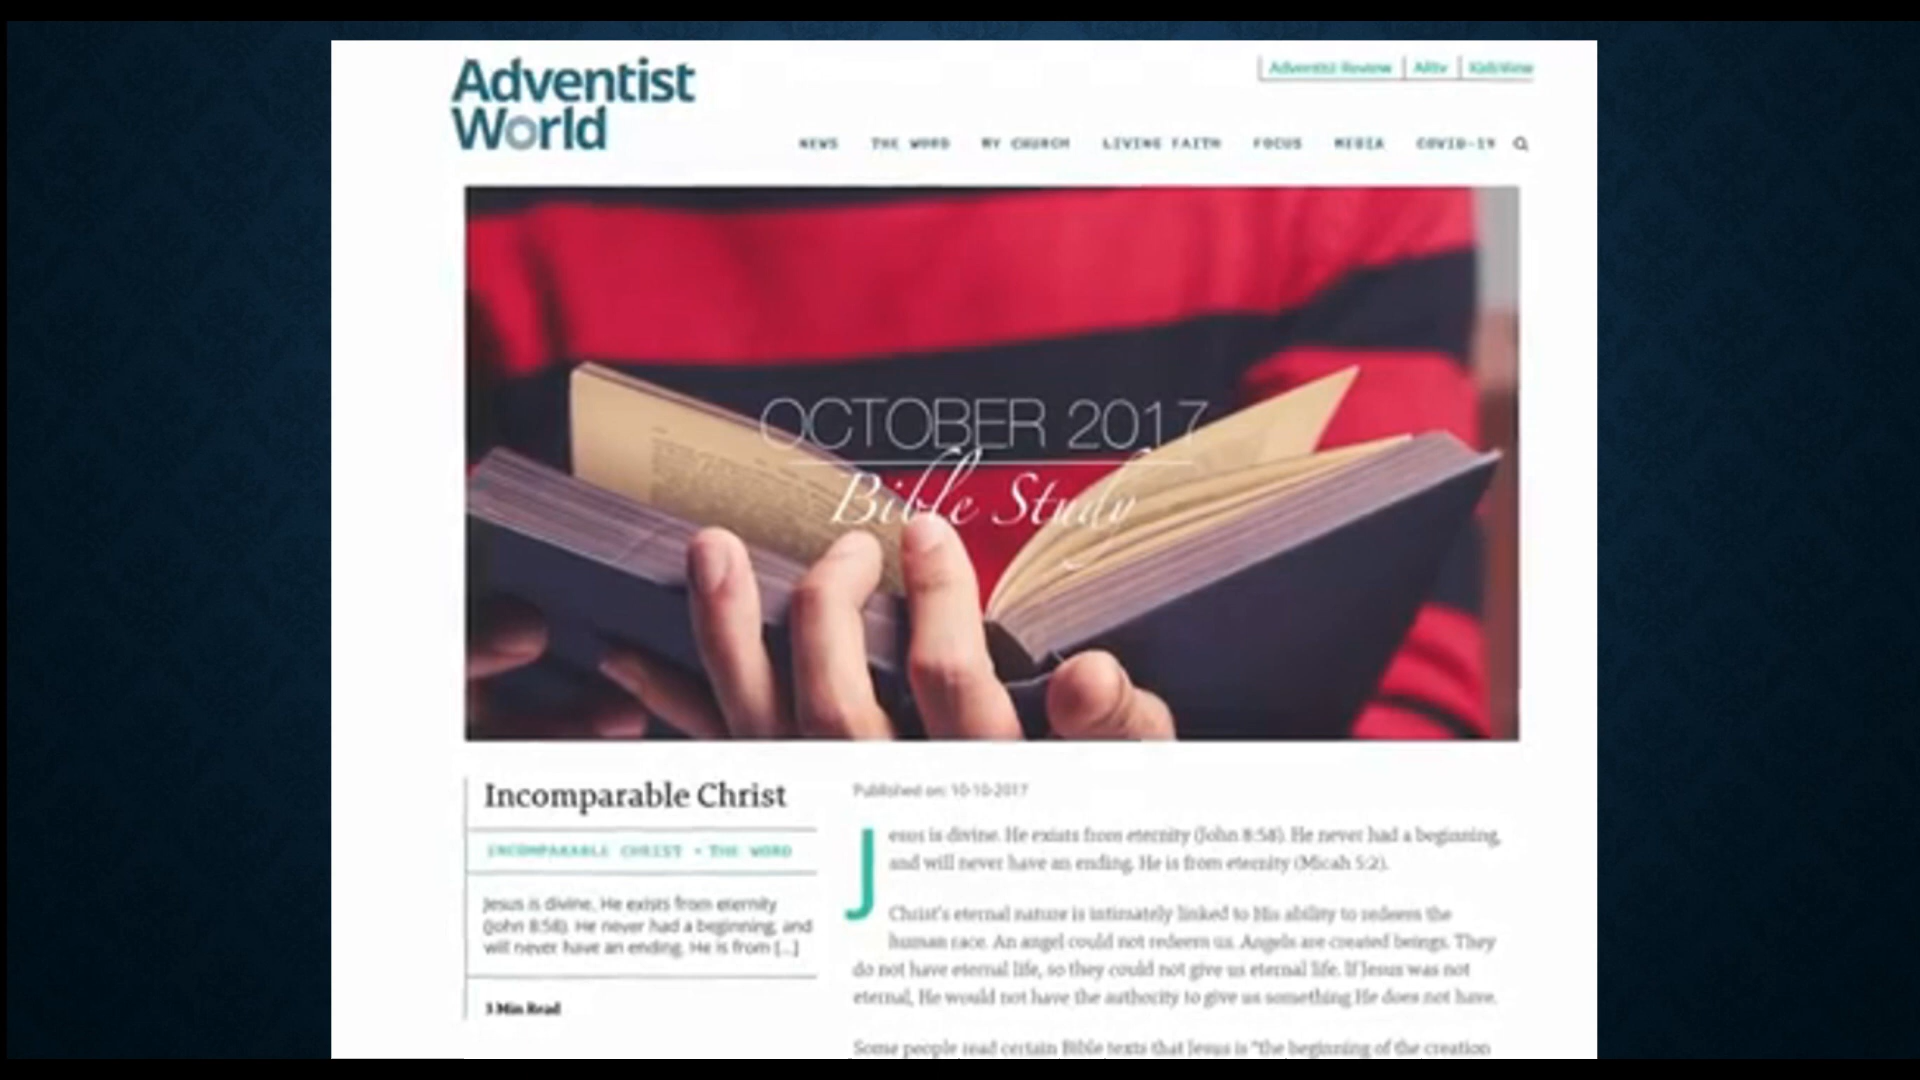 Adventist
World
Adventist Review ARtv KidsView
NEWS THE WORD MY CHURCH LIVING FAITH FOCUS MEDIA COVID-19
OCTOBER 2017
Bible Study
Incomparable Christ
INCOMPARABLE CHRIST • THE WORD
Jesus is divine. He exists from eternity
(John 8:58). He never had a beginning, and
will never have an ending. He is from [...]
3 Min Read
Published on: 10-10-2017
Jesus is divine. He exists from eternity (John 8:58). He never had a beginning,
and will never have an ending. He is from eternity (Micah 5:2).
Christ's eternal nature is intimately linked to His ability to redeem the
human race. An angel could not redeem us. Angels are created beings. They
do not have eternal life, so they could not give us eternal life. If Jesus was not
eternal, He would not have the authority to give us something He does not have.
Some people read certain Bible texts that Jesus is "the beginning of the creation